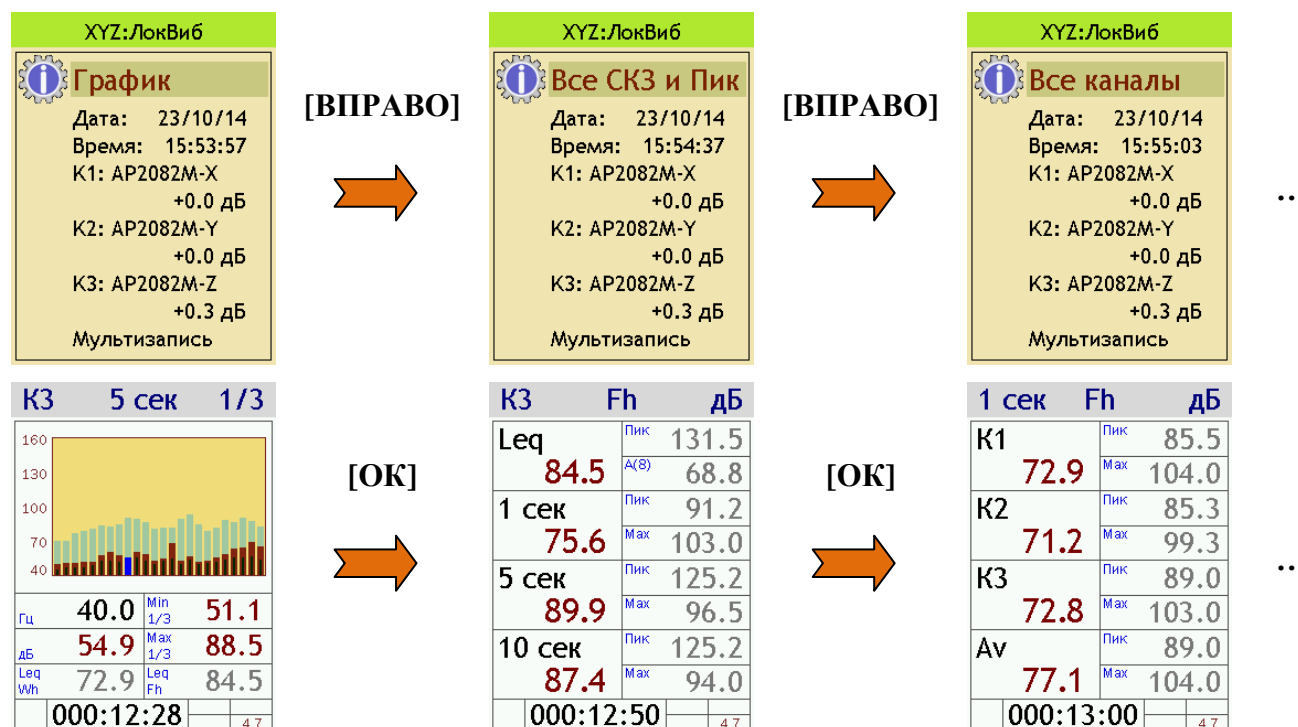 XYZ:ЛокВиб
График
Дата: 23/10/14
Время: 15:53:57
К1: AP2082M-X
+0.0 дБ
К2: AP2082M-Y
+0.0 дБ
К3: AP2082M-Z
+0.3 дБ
Мультизапись
[ВПРАВО]
XYZ:ЛокВиб
Все СКЗ и Пик
Дата: 23/10/14
Время: 15:54:37
К1: AP2082M-X
+0.0 дБ
К2: AP2082M-Y
+0.0 дБ
К3: AP2082M-Z
+0.3 дБ
Мультизапись
[ВПРАВО]
XYZ:ЛокВиб
Все каналы
Дата: 23/10/14
Время: 15:55:03
К1: AP2082M-X
+0.0 дБ
К2: AP2082M-Y
+0.0 дБ
К3: AP2082M-Z
+0.3 дБ
Мультизапись
..
К3 5 сек 1/3
160
130
100
70
40
Гц 40.0 Min 1/3 51.1
дБ 54.9 Max 1/3 88.5
Leq Wh 72.9 Leq Fh 84.5
000:12:28 4.7
[ОК]
К3 Fh дБ
Leq Пик 131.5
84.5 A(8) 68.8
1 сек Пик 91.2
75.6 Max 103.0
5 сек Пик 125.2
89.9 Max 96.5
10 сек Пик 125.2
87.4 Max 94.0
000:12:50 4.7
[ОК]
1 сек Fh дБ
К1 Пик 85.5
72.9 Max 104.0
К2 Пик 85.3
71.2 Max 99.3
К3 Пик 89.0
72.8 Max 103.0
Av Пик 89.0
77.1 Max 104.0
000:13:00 4.7
..